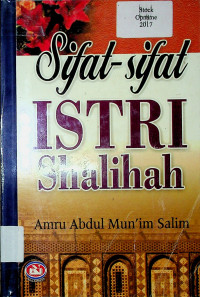 Stock
Opname
2017
Sifat-sifat
ISTRI
Shalihah
Amru Abdul Mun'im Salim